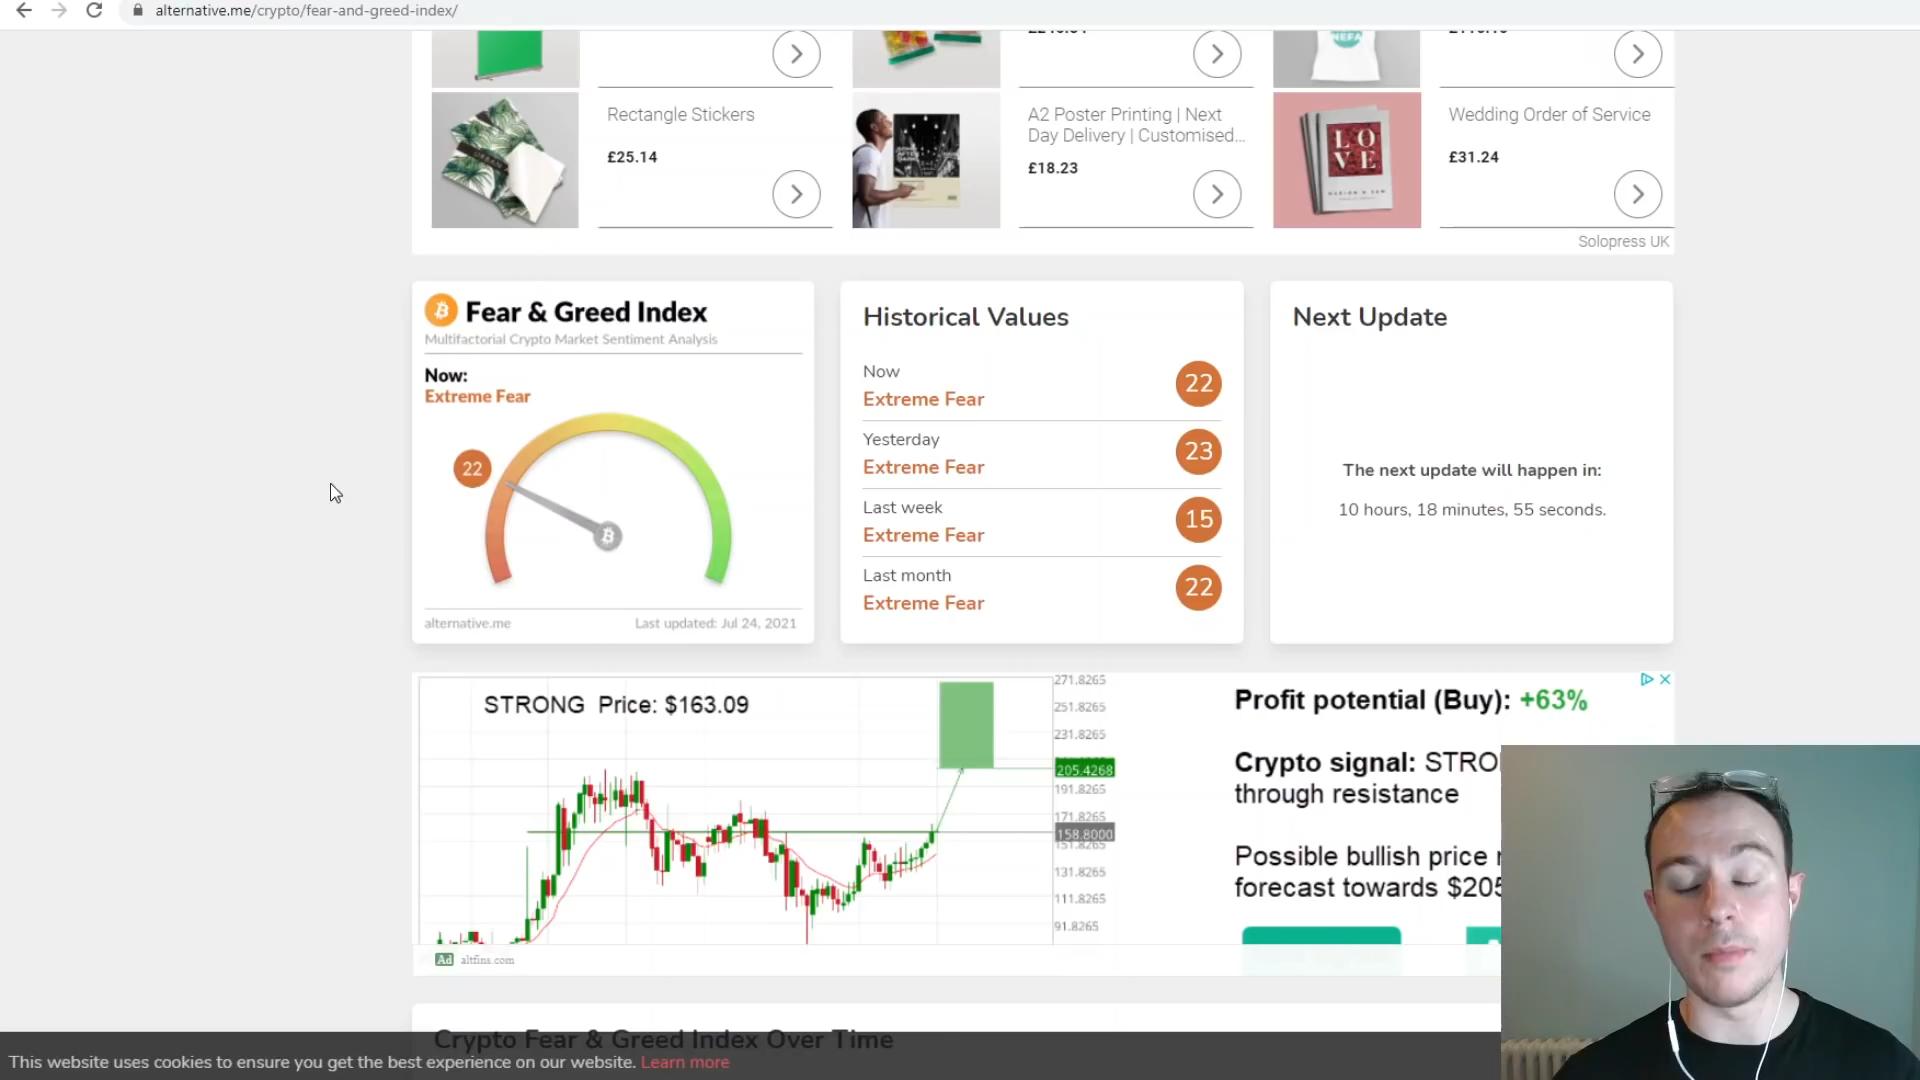 alternative.me/crypto/fear-and-greed-index/
NEFA
Rectangle Stickers
£25.14
A2 Poster Printing | Next
Day Delivery | Customised...
£18.23
LO
VE
Wedding Order of Service
£31.24
Solopress UK
Fear & Greed Index
Multifactorial Crypto Market Sentiment Analysis
Now:
Extreme Fear
22
alternative.me
Last updated: Jul 24, 2021
Historical Values
Now
Extreme Fear
22
Yesterday
Extreme Fear
23
Last week
Extreme Fear
15
Last month
Extreme Fear
22
Next Update
The next update will happen in:
10 hours, 18 minutes, 55 seconds.
STRONG Price: $163.09
271.8265
251.8265
231.8265
205.4268
191.8265
171.8265
158.8000
151.8265
131.8265
111.8265
91.8265
Ad altfins.com
Profit potential (Buy): +63%
Crypto signal: STRO
through resistance
Possible bullish price
forecast towards $205
Crypto Fear & Greed Index Over Time
This website uses cookies to ensure you get the best experience on our website. Learn more